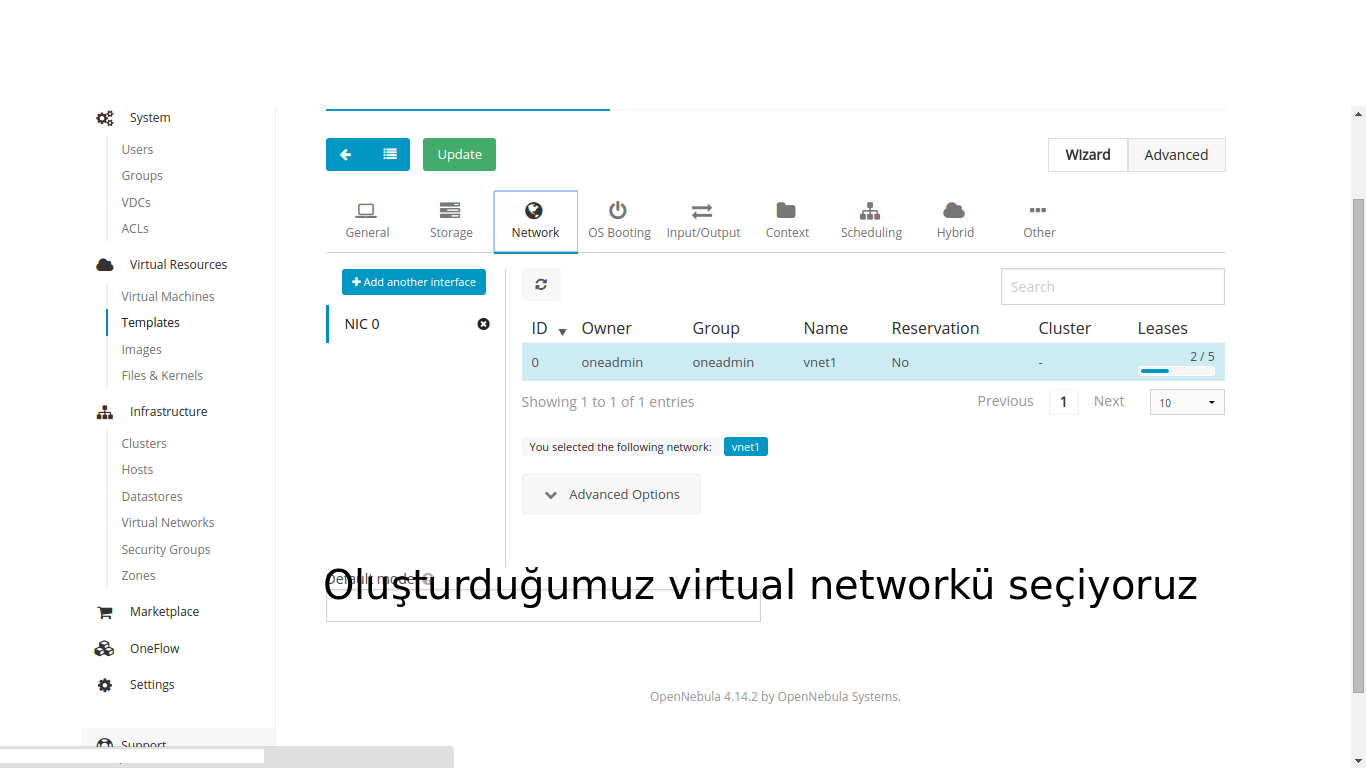 System
Users
Groups
VDCs
ACLs
Virtual Resources
Virtual Machines
Templates
Images
Files & Kernels
Infrastructure
Clusters
Hosts
Datastores
Virtual Networks
Security Groups
Zones
Marketplace
OneFlow
Settings
Support
Update
Wizard Advanced
General Storage Network OS Booting Input/Output Context Scheduling Hybrid Other
Add another interface
NIC 0
Search
ID Owner Group Name Reservation Cluster Leases
0 oneadmin oneadmin vnet1 No - 2 / 5
Showing 1 to 1 of 1 entries
Previous 1 Next 10
You selected the following network: vnet1
Advanced Options
Default mode
Oluşturduğumuz virtual networkü seçiyoruz
OpenNebula 4.14.2 by OpenNebula Systems.